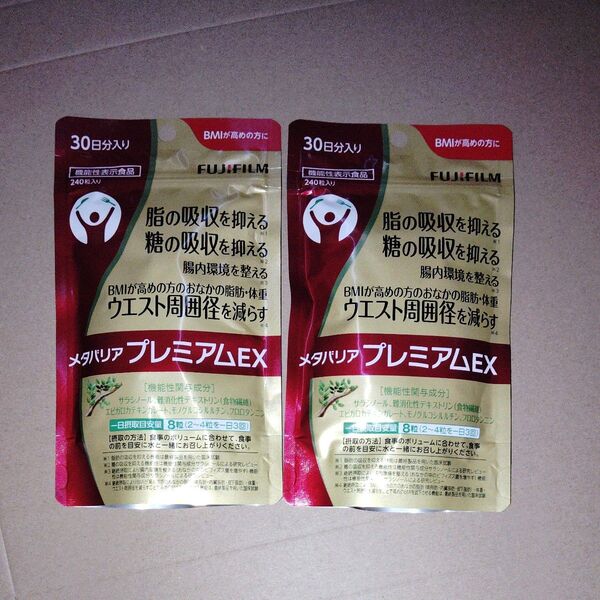 30日分入り
BMIが高めの方に
機能性表示食品
240粒入り
FUJIFILM
脂の吸収を抑える※1
糖の吸収を抑える※2
腸内環境を整える※3
BMIが高めの方のおなかの脂肪・体重
ウエスト周囲径を減らす※4
メタバリア プレミアムEX
[機能性関与成分]
サラシノール、難消化性デキストリン(食物繊維)
エピガロカテキンガレート、モノグルコシルルチン、フロロタンニン
一日摂取目安量 8粒(2~4粒を一日3回)
[摂取の方法]食事のボリュームに合わせて、食事
の前を目安に水と一緒にお召し上がりください。
30日分入り
BMIが高めの方に
機能性表示食品
240粒入り
FUJIFILM
脂の吸収を抑える※1
糖の吸収を抑える※2
腸内環境を整える※3
BMIが高めの方のおなかの脂肪・体重
ウエスト周囲径を減らす※4
メタバリア プレミアムEX
[機能性関与成分]
サラシノール、難消化性デキストリン(食物繊維)
エピガロカテキンガレート、モノグルコシルルチン、フロロタンニン
一日摂取目安量 8粒(2~4粒を一日3回)
[摂取の方法]食事のボリュームに合わせて、食事
の前を目安に水と一緒にお召し上がりください。